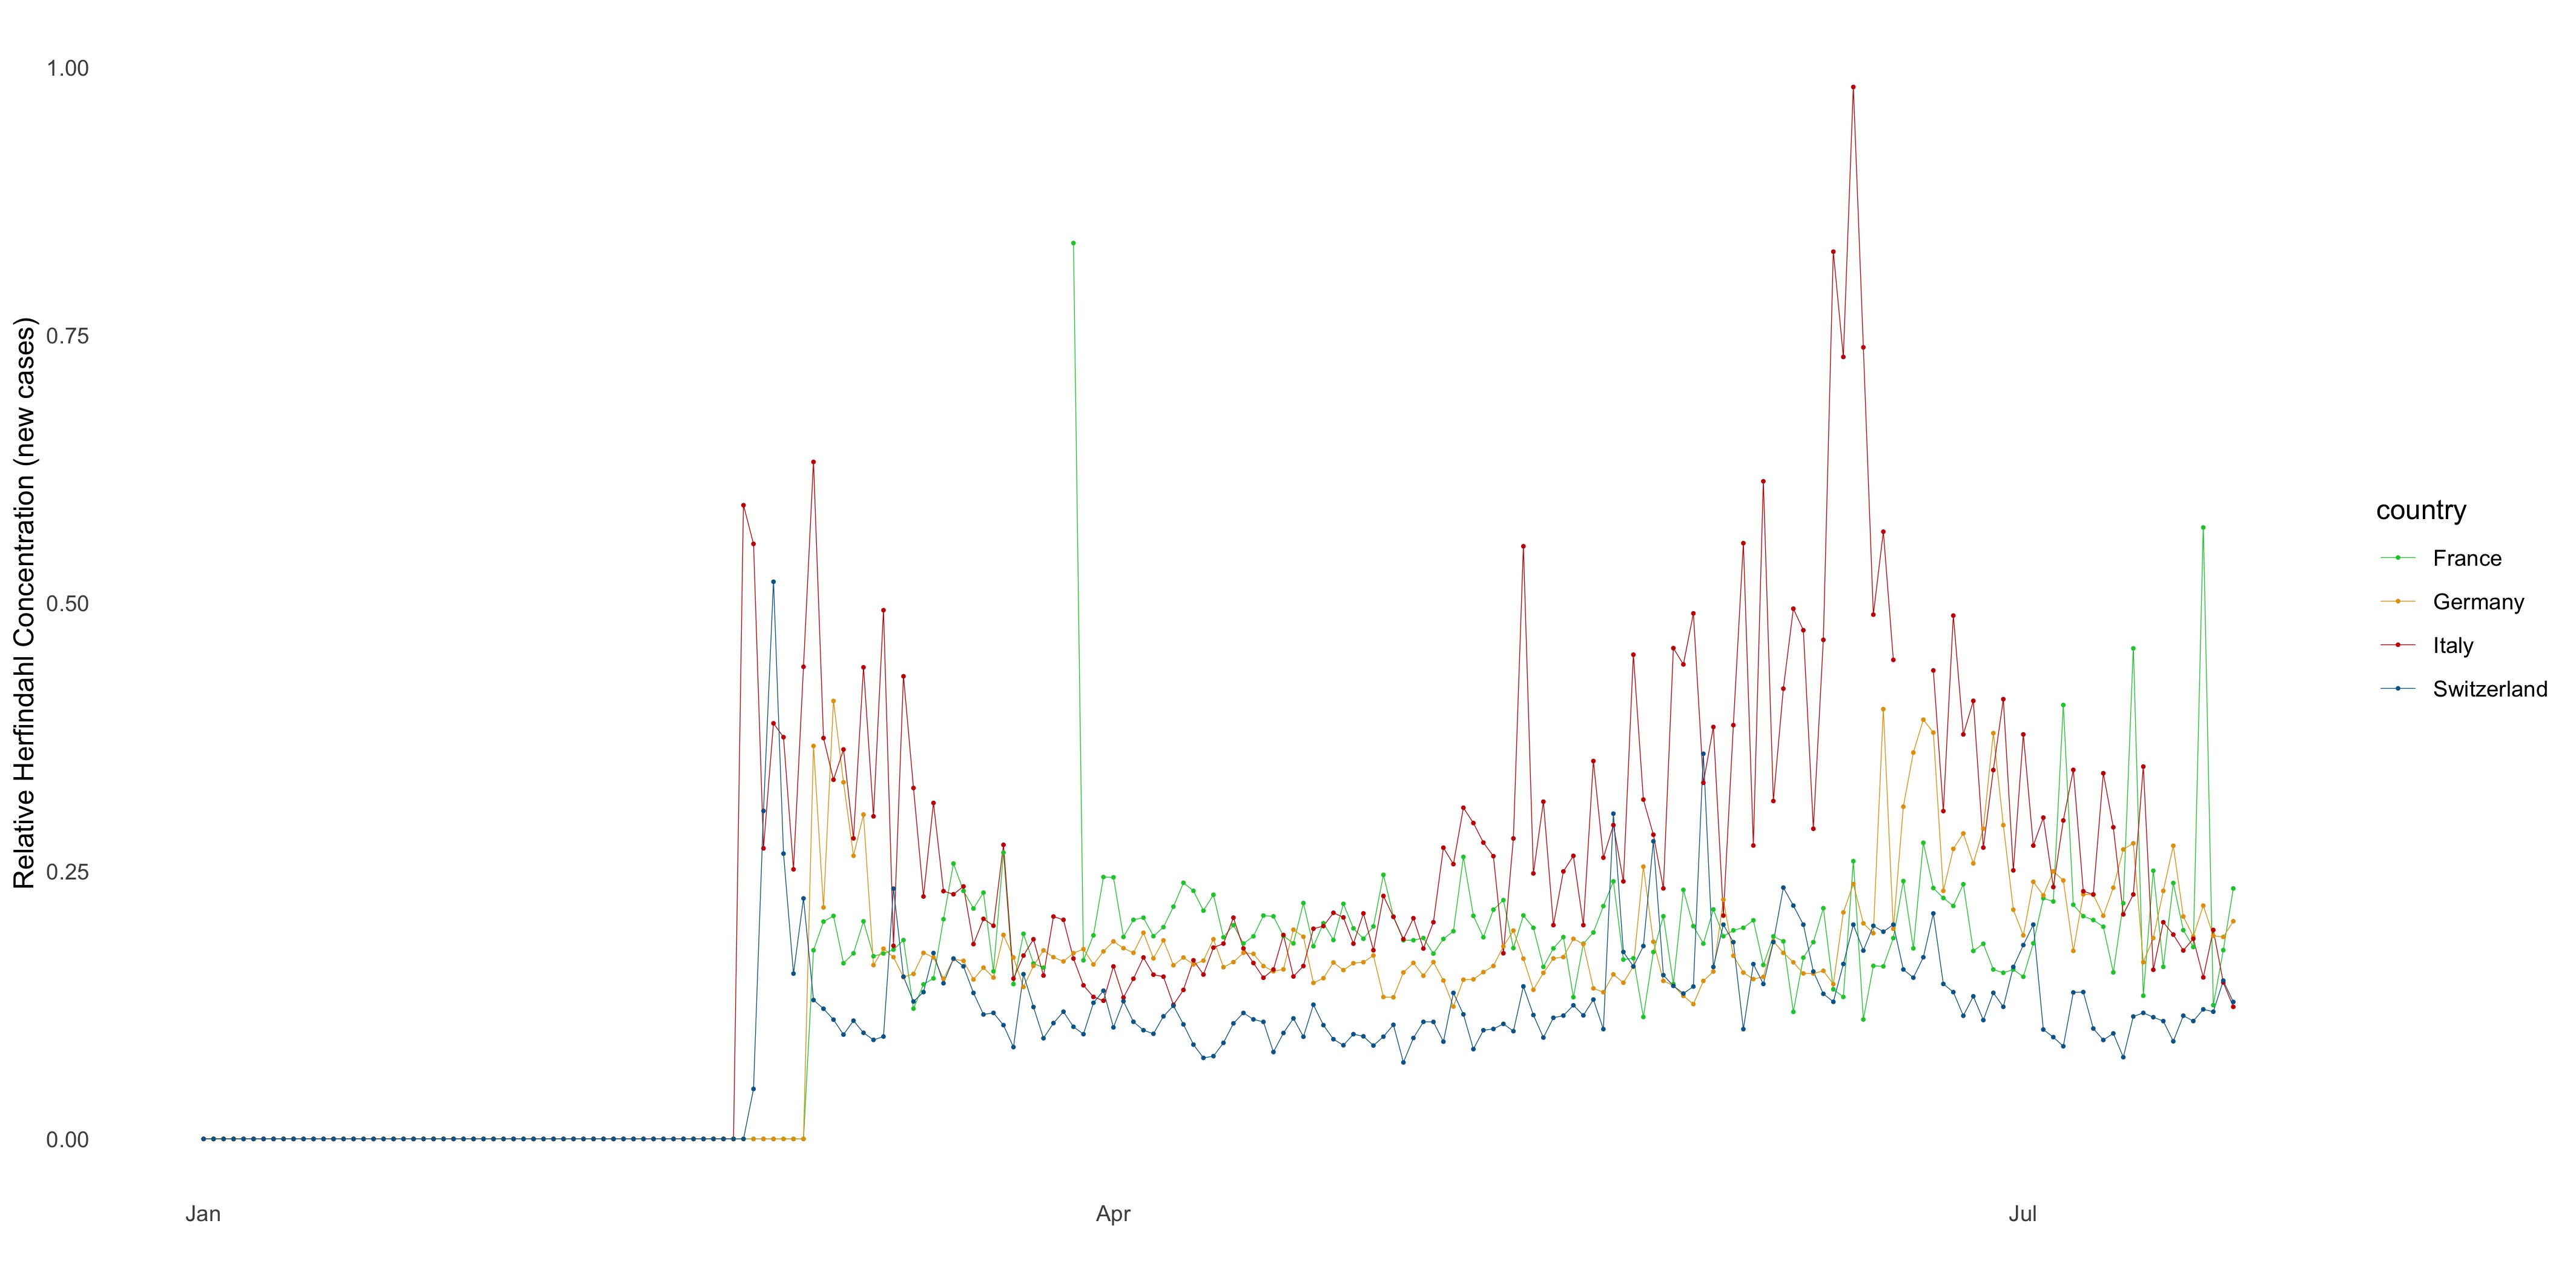 Relative Herfindahl Concentration (new cases)
1.00
0.75
0.50
0.25
0.00
Jan
Apr
Jul
country
France
Germany
Italy
Switzerland